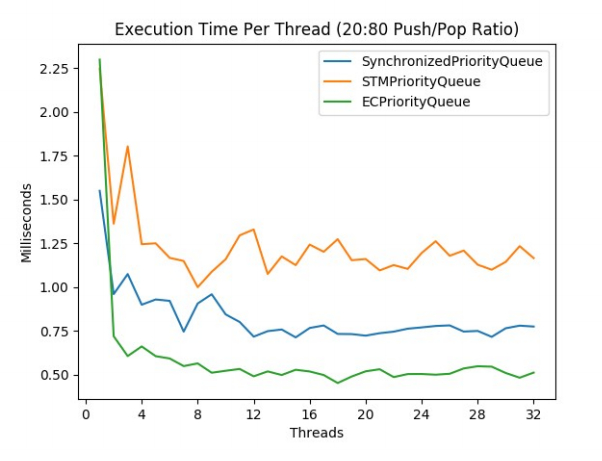 Execution Time Per Thread (20:80 Push/Pop Ratio)
SynchronizedPriorityQueue
STMPriorityQueue
ECPriorityQueue
2.25
2.00
1.75
1.50
1.25
1.00
0.75
0.50
Milliseconds
0 4 8 12 16 20 24 28 32
Threads